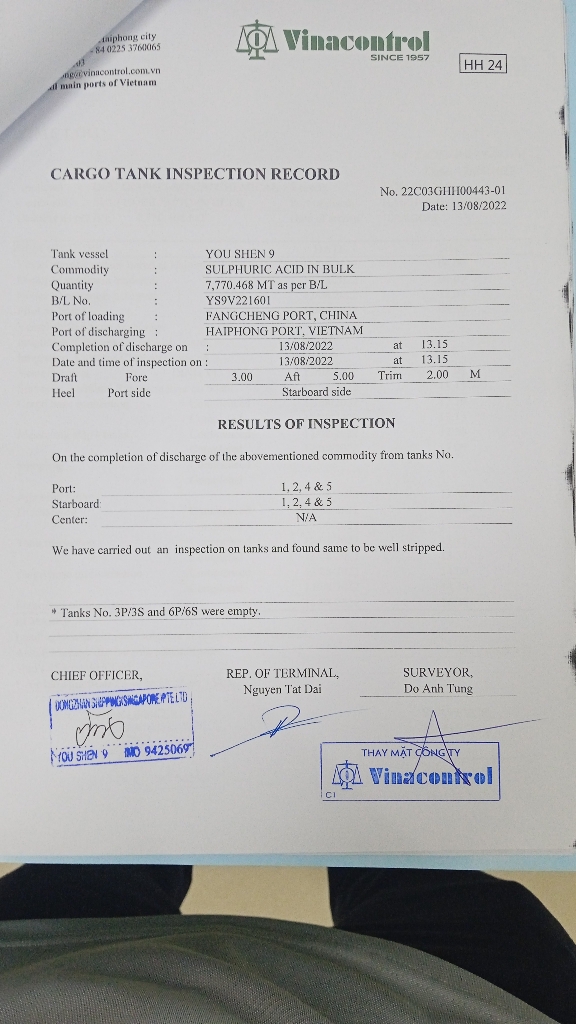 aiphong city
84 0225 3760065
vinacontrol.com.vn
main ports of Vietnam
Vinacontrol
SINCE 1957
HH 24
CARGO TANK INSPECTION RECORD
No. 22C03GHH00443-01
Date: 13/08/2022
Tank vessel : YOU SHEN 9
Commodity : SULPHURIC ACID IN BULK
Quantity : 7,770.468 MT as per B/L
B/L No. : YS9V221601
Port of loading : FANGCHENG PORT, CHINA
Port of discharging : HAIPHONG PORT, VIETNAM
Completion of discharge on : 13/08/2022 at 13.15
Date and time of inspection on : 13/08/2022 at 13.15
Draft Fore 3.00 Aft 5.00 Trim 2.00 M
Heel Port side Starboard side
RESULTS OF INSPECTION
On the completion of discharge of the abovementioned commodity from tanks No.
Port: 1, 2, 4 & 5
Starboard: 1, 2, 4 & 5
Center: N/A
We have carried out an inspection on tanks and found same to be well stripped.
* Tanks No. 3P/3S and 6P/6S were empty.
CHIEF OFFICER, REP. OF TERMINAL, SURVEYOR,
Nguyen Tat Dai Do Anh Tung
DONGZHAN SHIPPING(SINGAPORE)PTE LTD
YOU SHEN 9 IMO 9425069
THAY MẶT CÔNG TY
Vinacontrol
C1